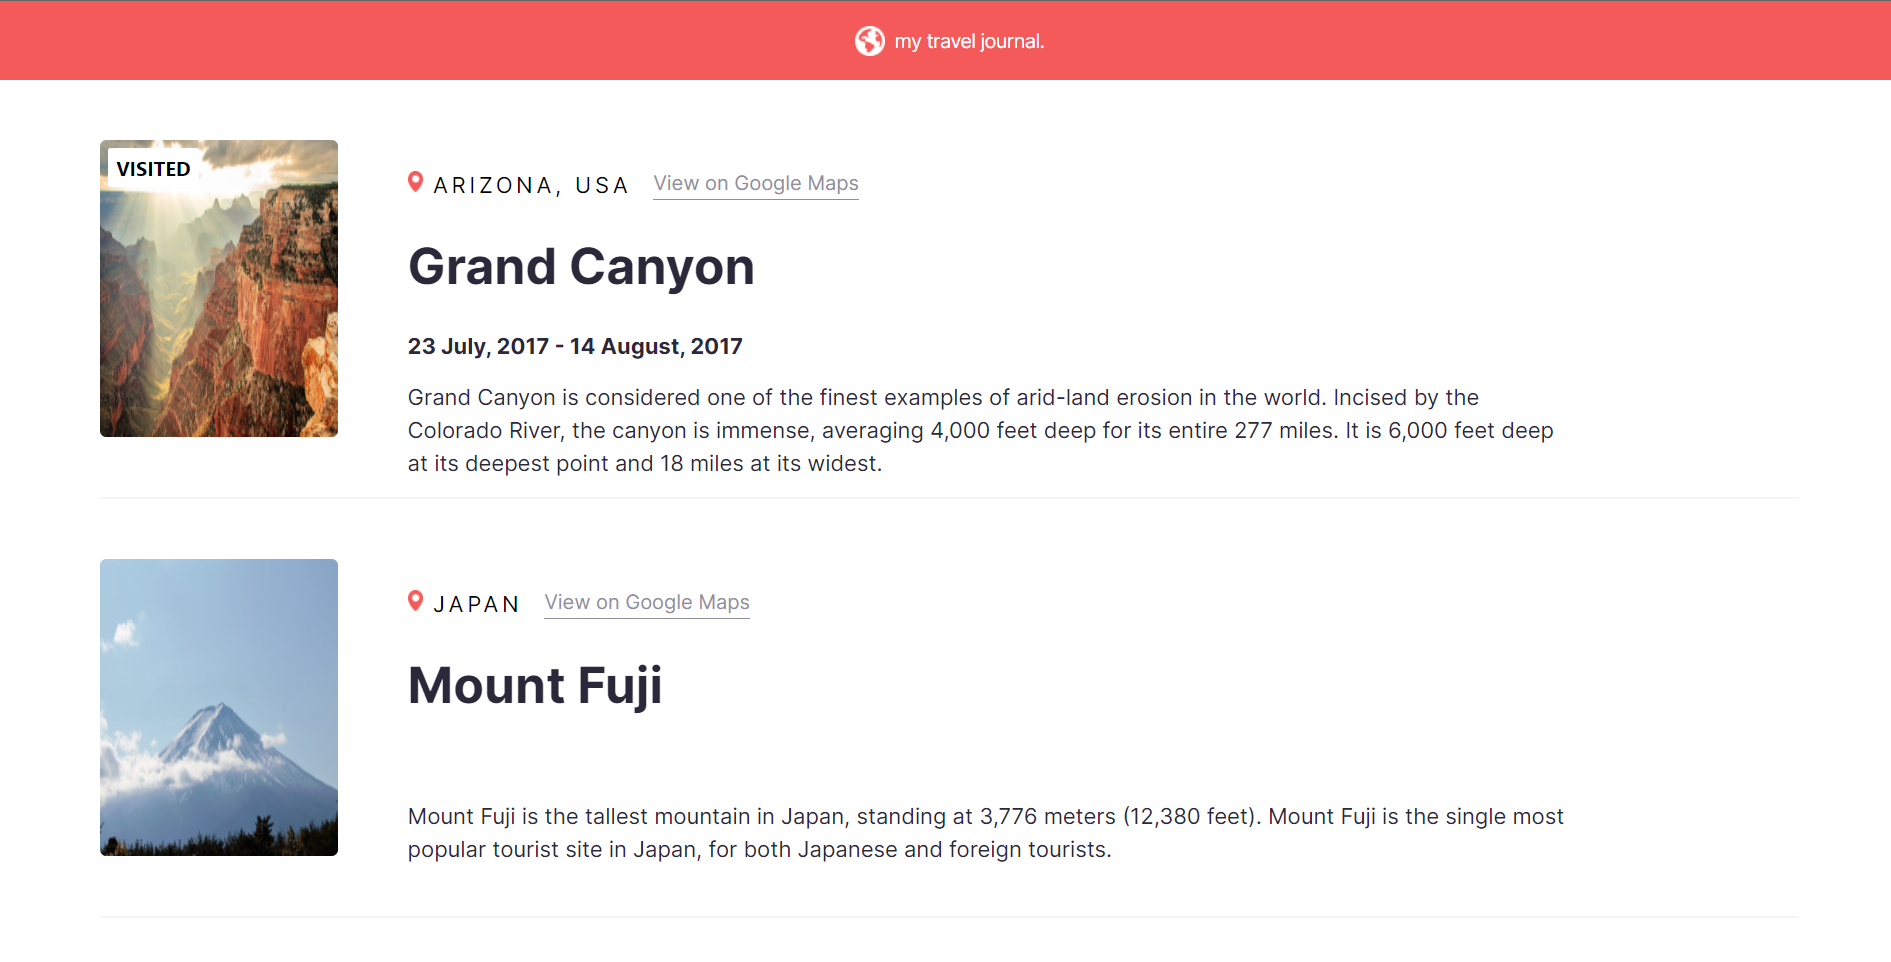 my travel journal.
VISITED
ARIZONA, USA View on Google Maps
Grand Canyon
23 July, 2017 - 14 August, 2017
Grand Canyon is considered one of the finest examples of arid-land erosion in the world. Incised by the
Colorado River, the canyon is immense, averaging 4,000 feet deep for its entire 277 miles. It is 6,000 feet deep
at its deepest point and 18 miles at its widest.
JAPAN View on Google Maps
Mount Fuji
Mount Fuji is the tallest mountain in Japan, standing at 3,776 meters (12,380 feet). Mount Fuji is the single most
popular tourist site in Japan, for both Japanese and foreign tourists.